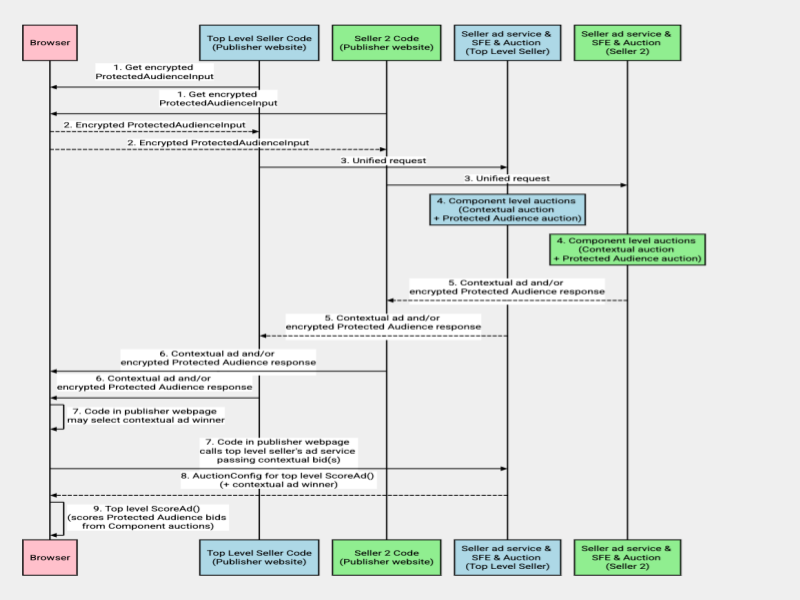 Browser
Top Level Seller Code
(Publisher website)
Seller 2 Code
(Publisher website)
Seller ad service &
SFE & Auction
(Top Level Seller)
Seller ad service &
SFE & Auction
(Seller 2)
1. Get encrypted
ProtectedAudienceInput
1. Get encrypted
ProtectedAudienceInput
2. Encrypted ProtectedAudienceInput
2. Encrypted ProtectedAudienceInput
3. Unified request
3. Unified request
4. Component level auctions
(Contextual auction
+ Protected Audience auction)
4. Component level auctions
(Contextual auction
+ Protected Audience auction)
5. Contextual ad and/or
encrypted Protected Audience response
5. Contextual ad and/or
encrypted Protected Audience response
6. Contextual ad and/or
encrypted Protected Audience response
6. Contextual ad and/or
encrypted Protected Audience response
7. Code in publisher webpage
may select contextual ad winner
7. Code in publisher webpage
calls top level seller's ad service
passing contextual bid(s)
8. AuctionConfig for top level ScoreAd()
(+ contextual ad winner)
9. Top level ScoreAd()
(scores Protected Audience bids
from Component auctions)
Browser
Top Level Seller Code
(Publisher website)
Seller 2 Code
(Publisher website)
Seller ad service &
SFE & Auction
(Top Level Seller)
Seller ad service &
SFE & Auction
(Seller 2)